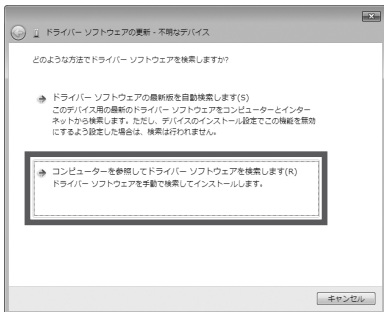 ドライバー ソフトウェアの更新 - 不明なデバイス
どのような方法でドライバー ソフトウェアを検索しますか?
ドライバー ソフトウェアの最新版を自動検索します(S)
このデバイス用の最新のドライバー ソフトウェアをコンピューターとインター
ネットから検索します。ただし、デバイスのインストール設定でこの機能を無効
にするよう設定した場合は、検索は行われません。
コンピューターを参照してドライバー ソフトウェアを検索します(R)
ドライバー ソフトウェアを手動で検索してインストールします。
キャンセル